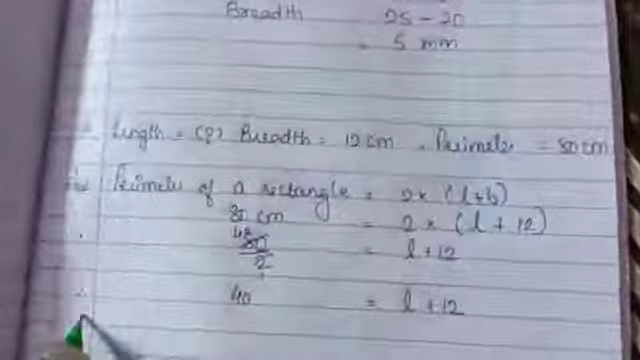 Breadth 25 - 20
= 5 mm
Length = (?) Breadth = 12 cm . Perimeter = 80 cm
Perimeter of a rectangle = 2 × (l+b)
80 cm = 2 × (l + 12)
40
80/2 = l + 12
∴ 40 = l + 12